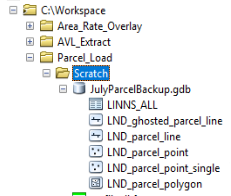 C:\Workspace
Area_Rate_Overlay
AVL_Extract
Parcel_Load
Scratch
JulyParcelBackup.gdb
LINNS_ALL
LND_ghosted_parcel_line
LND_parcel_line
LND_parcel_point
LND_parcel_point_single
LND_parcel_polygon